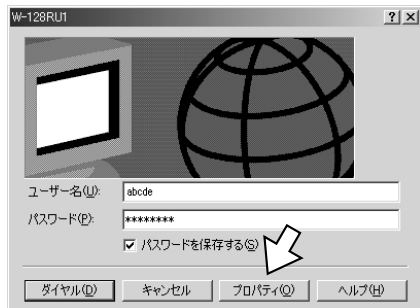 W-128RU1
ユーザー名(U): abcde
パスワード(P): ********
パスワードを保存する(S)
ダイヤル(D) キャンセル プロパティ(O) ヘルプ(H)